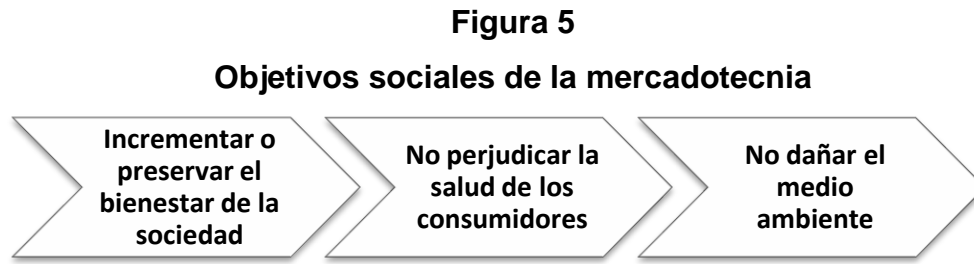 Figura 5
Objetivos sociales de la mercadotecnia
Incrementar o
preservar el
bienestar de la
sociedad
No perjudicar la
salud de los
consumidores
No dañar el
medio
ambiente